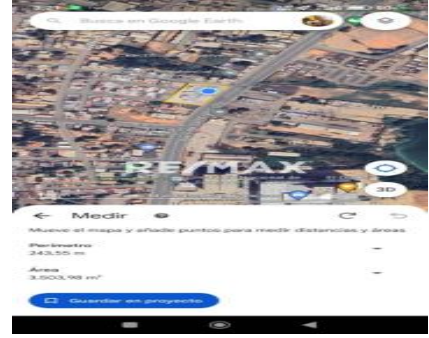 Busca en Google Earth
RE/MAX
3D
Medir
Mueve el mapa y añade puntos para medir distancias y áreas
Perímetro
243,55 m
Área
3.503,98 m²
Guardar en proyecto